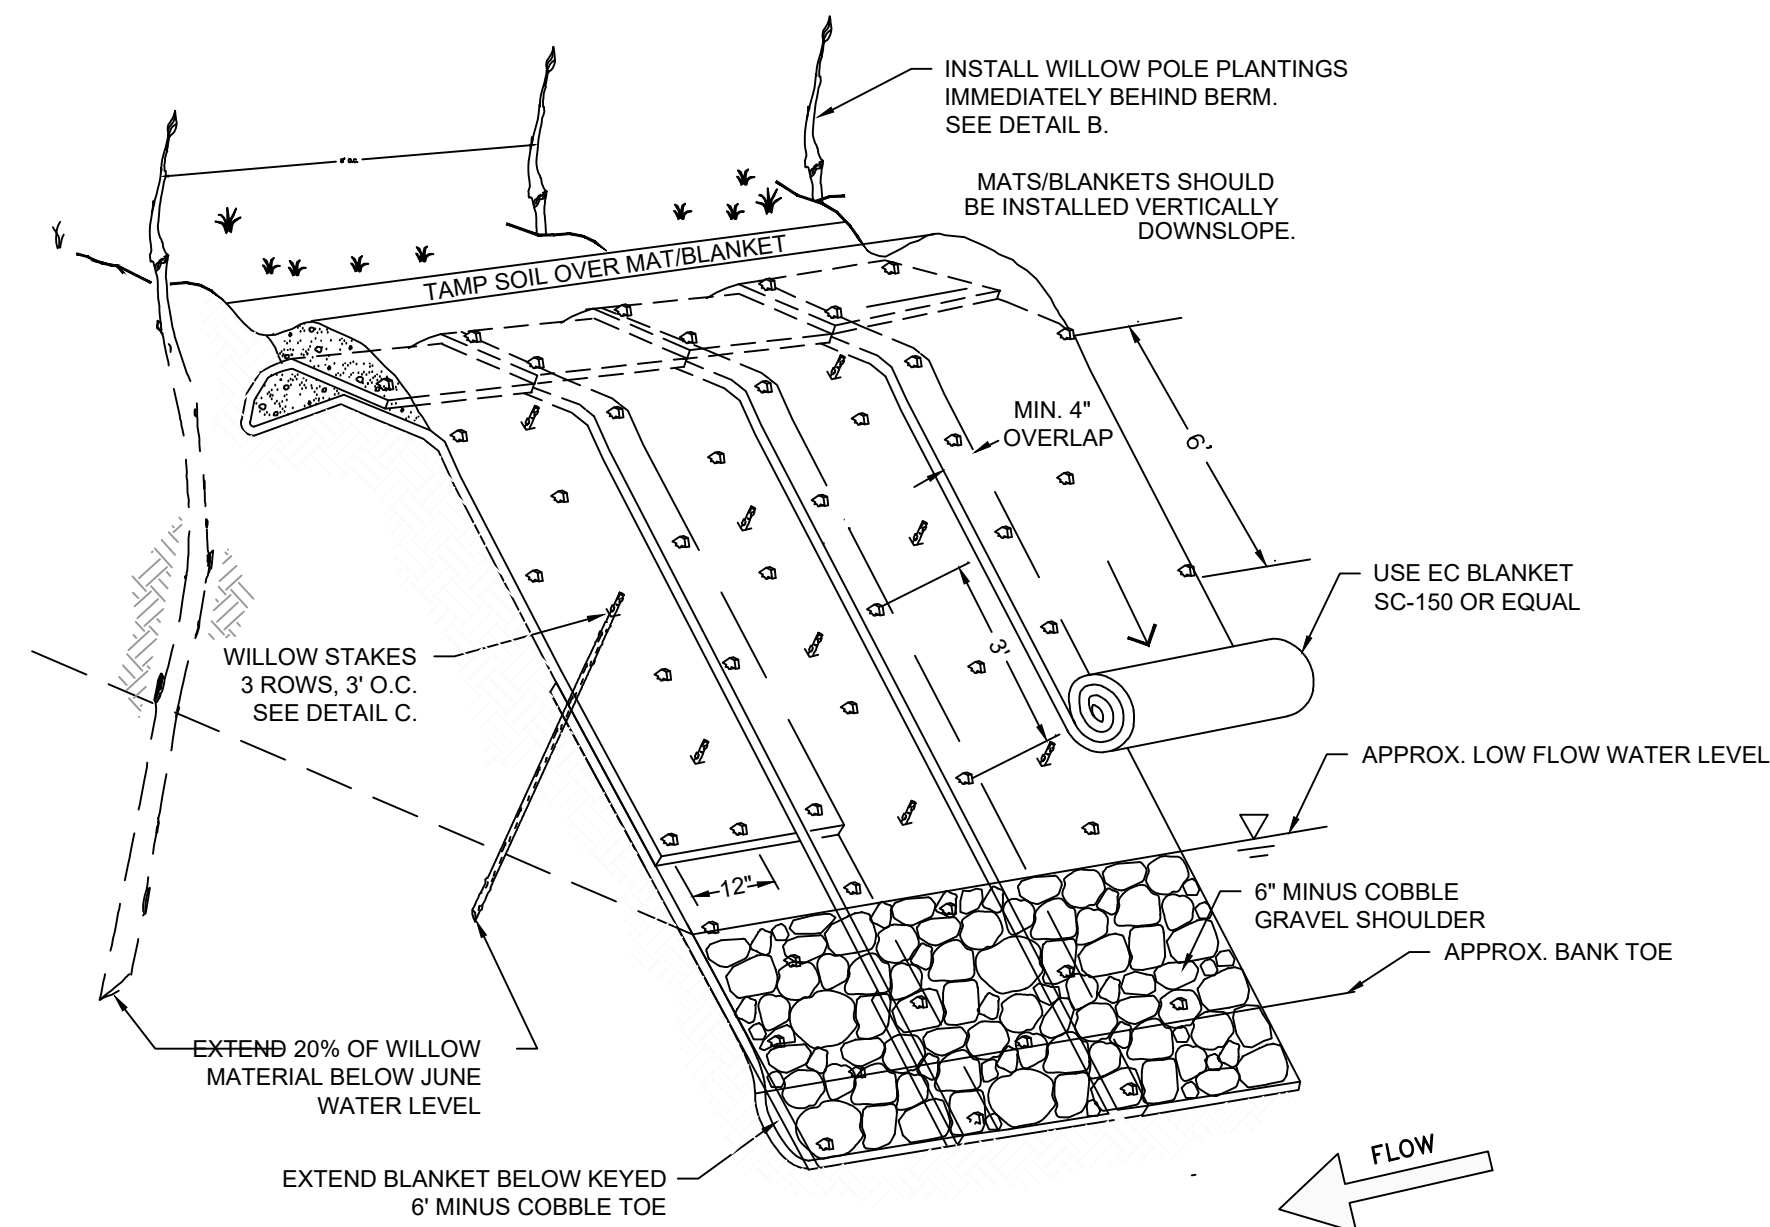 INSTALL WILLOW POLE PLANTINGS
IMMEDIATELY BEHIND BERM.
SEE DETAIL B.
MATS/BLANKETS SHOULD
BE INSTALLED VERTICALLY
DOWNSLOPE.
TAMP SOIL OVER MAT/BLANKET
MIN. 4"
OVERLAP
6'
USE EC BLANKET
SC-150 OR EQUAL
WILLOW STAKES
3 ROWS, 3' O.C.
SEE DETAIL C.
3'
APPROX. LOW FLOW WATER LEVEL
12"
6" MINUS COBBLE
GRAVEL SHOULDER
APPROX. BANK TOE
EXTEND 20% OF WILLOW
MATERIAL BELOW JUNE
WATER LEVEL
EXTEND BLANKET BELOW KEYED
6' MINUS COBBLE TOE
FLOW